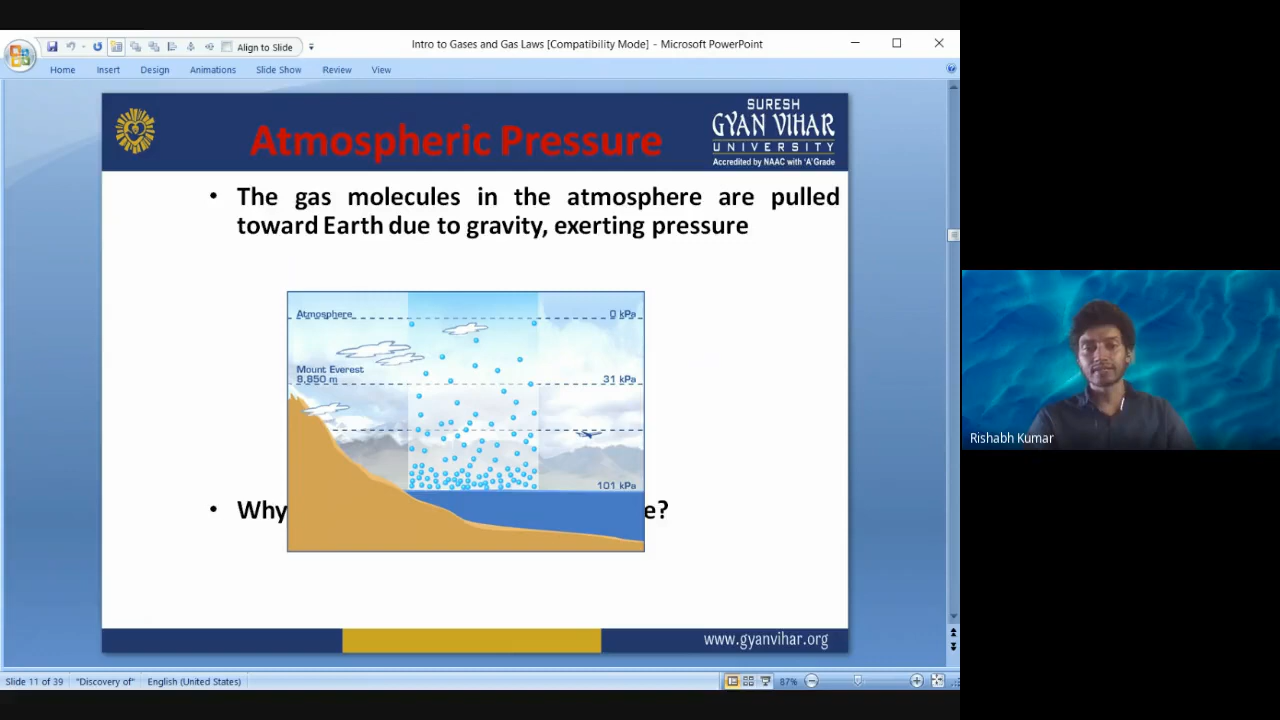 Align to Slide
Intro to Gases and Gas Laws [Compatibility Mode] - Microsoft PowerPoint
Home Insert Design Animations Slide Show Review View
Atmospheric Pressure
SURESH
GYAN VIHAR
UNIVERSITY
Accredited by NAAC with 'A' Grade
• The gas molecules in the atmosphere are pulled
toward Earth due to gravity, exerting pressure
Atmosphere 0 kPa
Mount Everest
8,850 m 31 kPa
101 kPa
• Why e?
www.gyanvihar.org
Rishabh Kumar
Slide 11 of 39 "Discovery of" English (United States) 87%